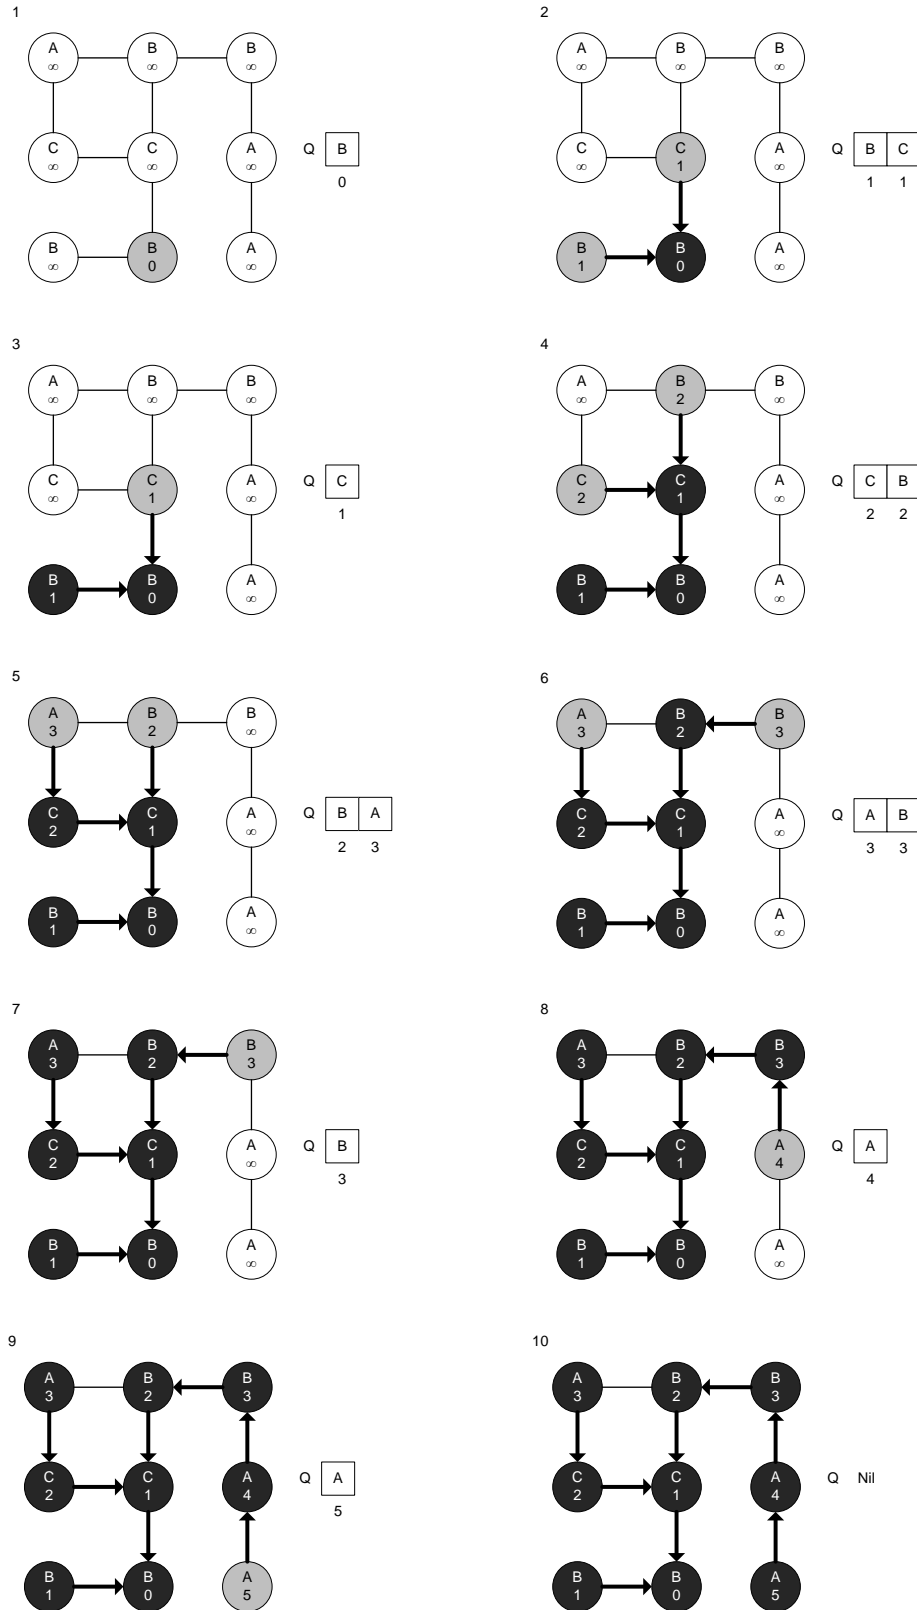 1
2
A B B
∞ ∞ ∞
A B B
∞ ∞ ∞
C C A
∞ ∞ ∞
Q B
0
C C A
∞ 1 ∞
Q B C
1 1
B B A
∞ 0 ∞
B B A
1 0 ∞
3
4
A B B
∞ ∞ ∞
A B B
∞ 2 ∞
C C A
∞ 1 ∞
Q C
1
C C A
2 1 ∞
Q C B
2 2
B B A
1 0 ∞
B B A
1 0 ∞
5
6
A B B
3 2 ∞
A B B
3 2 3
C C A
2 1 ∞
Q B A
2 3
C C A
2 1 ∞
Q A B
3 3
B B A
1 0 ∞
B B A
1 0 ∞
7
8
A B B
3 2 3
A B B
3 2 3
C C A
2 1 ∞
Q B
3
C C A
2 1 4
Q A
4
B B A
1 0 ∞
B B A
1 0 ∞
9
10
A B B
3 2 3
A B B
3 2 3
C C A
2 1 4
Q A
5
C C A
2 1 4
Q Nil
B B A
1 0 5
B B A
1 0 5